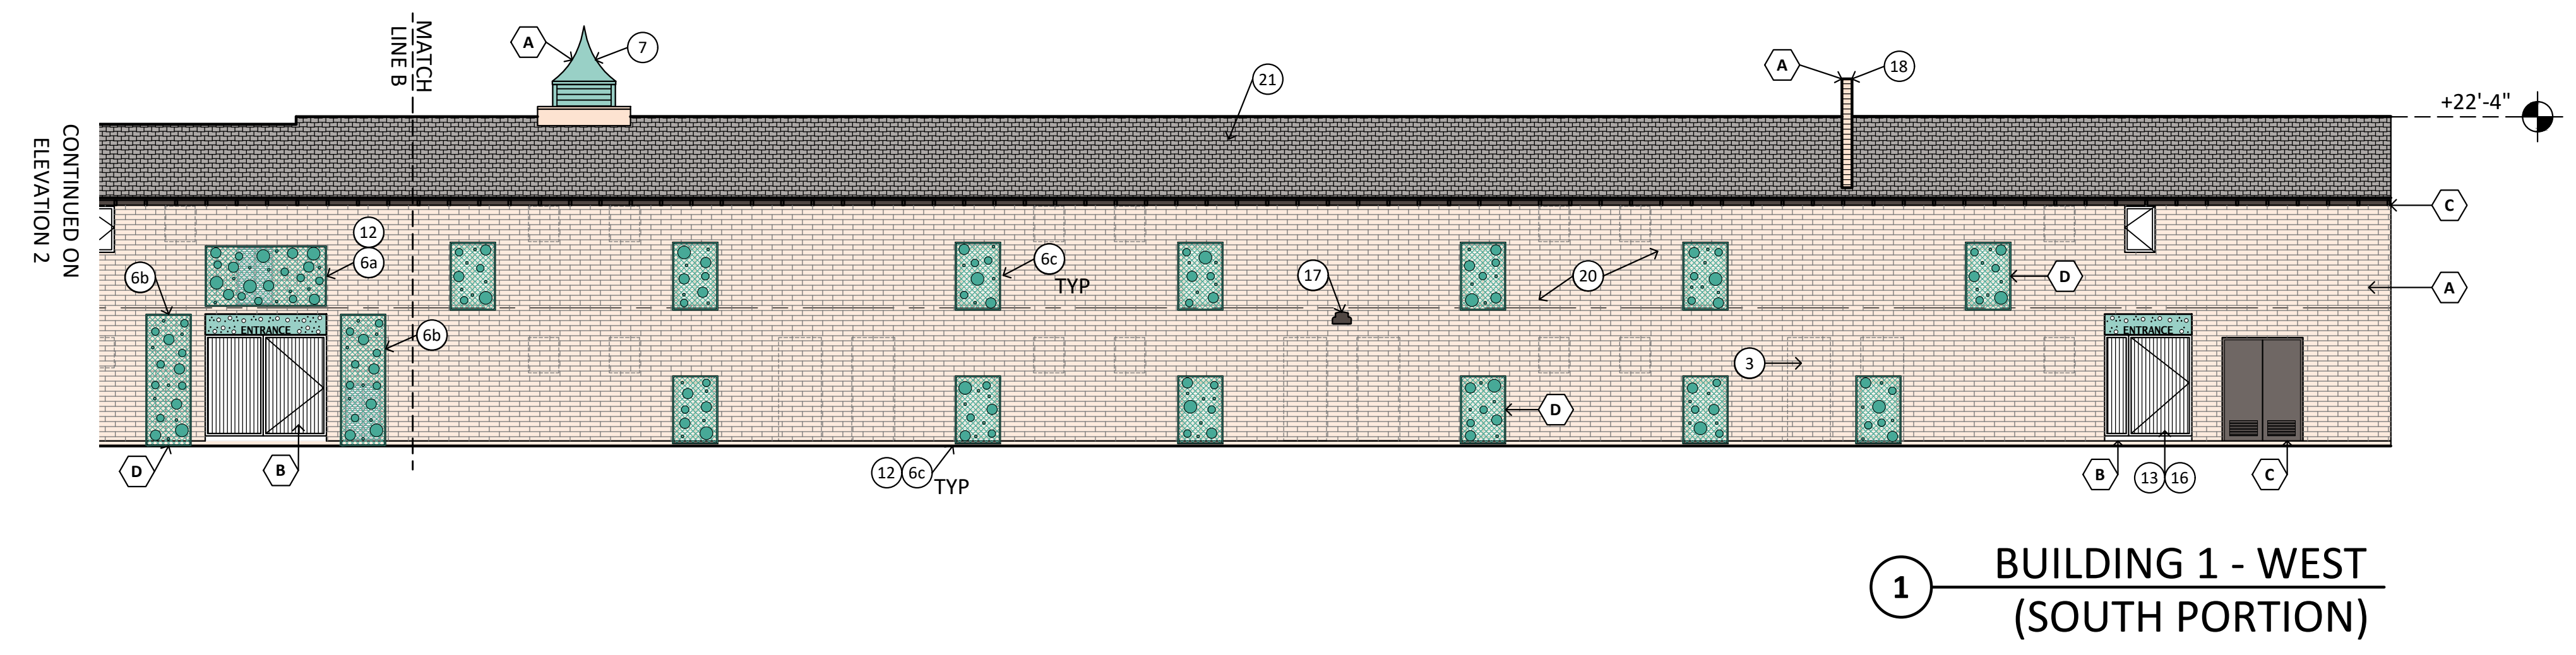 MATCH
LINE B
A
7
21
A
18
+22'-4"
CONTINUED ON
ELEVATION 2
C
12
6a
6b
6c
TYP
17
20
D
A
ENTRANCE
6b
ENTRANCE
3
D
D
B
12 6c
TYP
B
13 16
C
1
BUILDING 1 - WEST
(SOUTH PORTION)